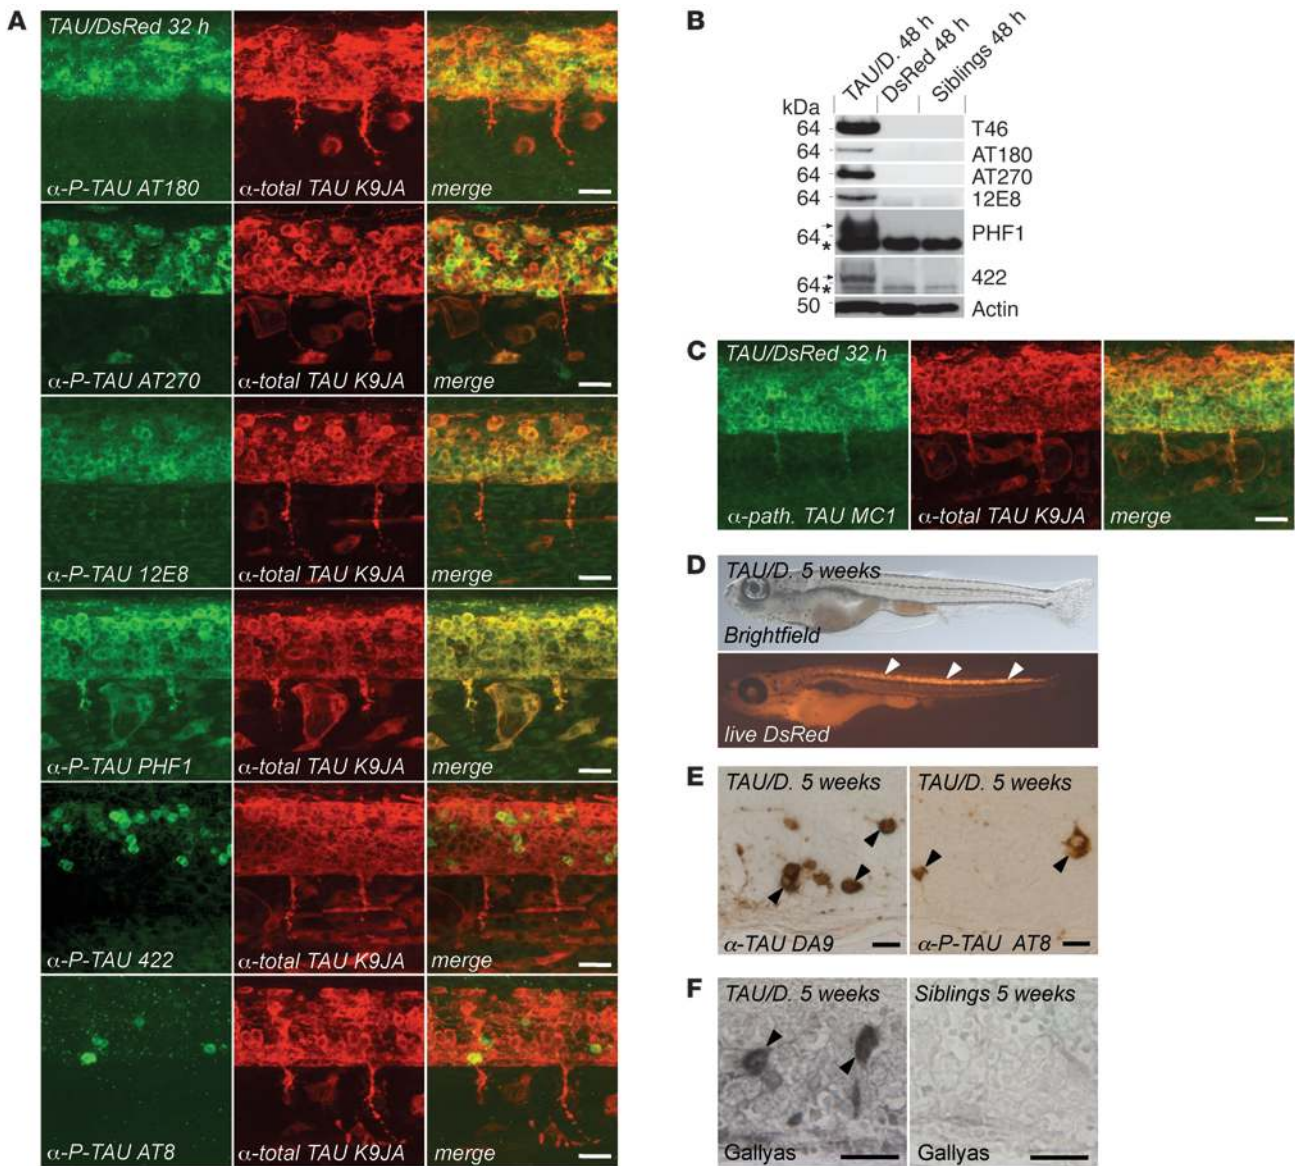 A
TAU/DsRed 32 h
α-P-TAU AT180
α-total TAU K9JA
merge
α-P-TAU AT270
α-total TAU K9JA
merge
α-P-TAU 12E8
α-total TAU K9JA
merge
α-P-TAU PHF1
α-total TAU K9JA
merge
α-P-TAU 422
α-total TAU K9JA
merge
α-P-TAU AT8
α-total TAU K9JA
merge
B
TAU/D. 48 h
DsRed 48 h
Siblings 48 h
kDa
64 T46
64 AT180
64 AT270
64 12E8
64 PHF1
*
422
64 *
50 Actin
C
TAU/DsRed 32 h
α-path. TAU MC1
α-total TAU K9JA
merge
D
TAU/D. 5 weeks
Brightfield
live DsRed
E
TAU/D. 5 weeks
α-TAU DA9
TAU/D. 5 weeks
α-P-TAU AT8
F
TAU/D. 5 weeks
Gallyas
Siblings 5 weeks
Gallyas